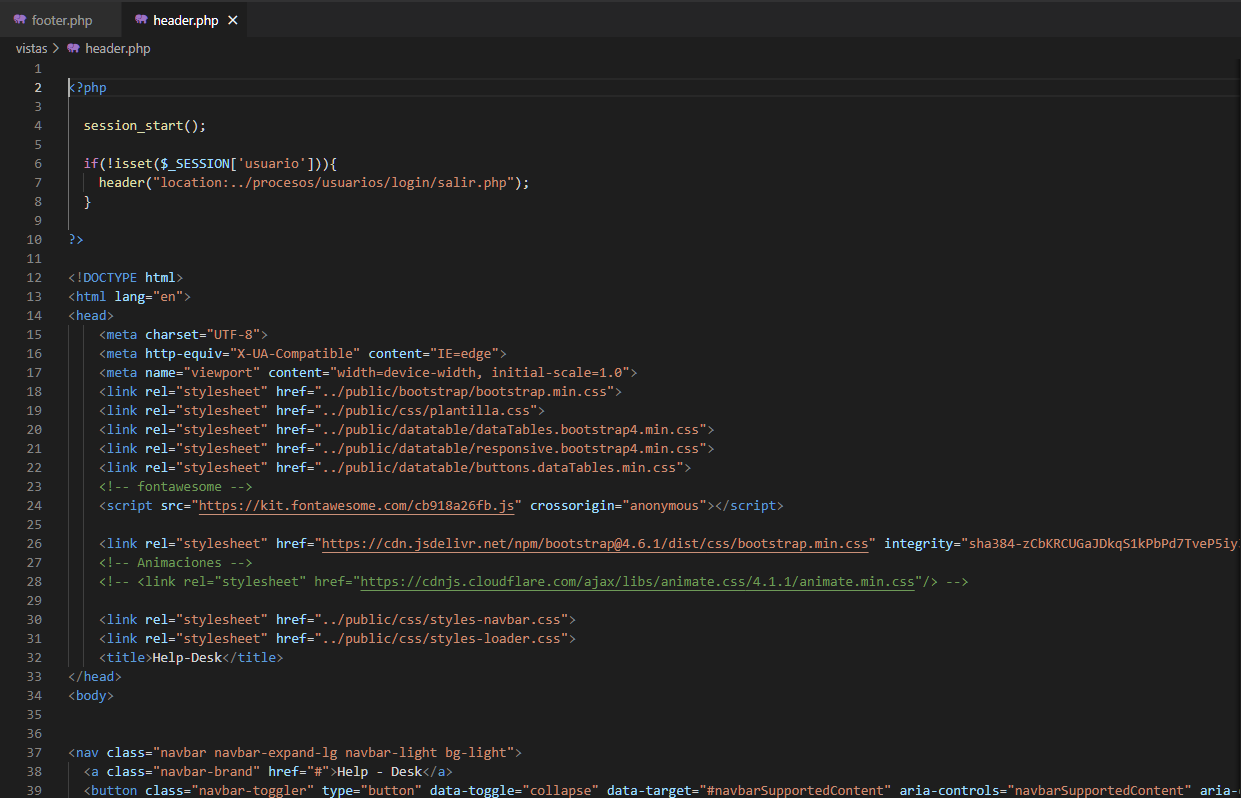 footer.php
header.php
vistas > header.php
1
2 <?php
3
4 session_start();
5
6 if(!isset($_SESSION['usuario'])){
7 header("location:../procesos/usuarios/login/salir.php");
8 }
9
10 ?>
11
12 <!DOCTYPE html>
13 <html lang="en">
14 <head>
15 <meta charset="UTF-8">
16 <meta http-equiv="X-UA-Compatible" content="IE=edge">
17 <meta name="viewport" content="width=device-width, initial-scale=1.0">
18 <link rel="stylesheet" href="../public/bootstrap/bootstrap.min.css">
19 <link rel="stylesheet" href="../public/css/plantilla.css">
20 <link rel="stylesheet" href="../public/datatable/dataTables.bootstrap4.min.css">
21 <link rel="stylesheet" href="../public/datatable/responsive.bootstrap4.min.css">
22 <link rel="stylesheet" href="../public/datatable/buttons.dataTables.min.css">
23 <!-- fontawesome -->
24 <script src="https://kit.fontawesome.com/cb918a26fb.js" crossorigin="anonymous"></script>
25
26 <link rel="stylesheet" href="https://cdn.jsdelivr.net/npm/bootstrap@4.6.1/dist/css/bootstrap.min.css" integrity="sha384-zCbKRCUGaJDkqS1kPbPd7TveP5iy
27 <!-- Animaciones -->
28 <!-- <link rel="stylesheet" href="https://cdnjs.cloudflare.com/ajax/libs/animate.css/4.1.1/animate.min.css"/> -->
29
30 <link rel="stylesheet" href="../public/css/styles-navbar.css">
31 <link rel="stylesheet" href="../public/css/styles-loader.css">
32 <title>Help-Desk</title>
33 </head>
34 <body>
35
36
37 <nav class="navbar navbar-expand-lg navbar-light bg-light">
38 <a class="navbar-brand" href="#">Help - Desk</a>
39 <button class="navbar-toggler" type="button" data-toggle="collapse" data-target="#navbarSupportedContent" aria-controls="navbarSupportedContent" aria-